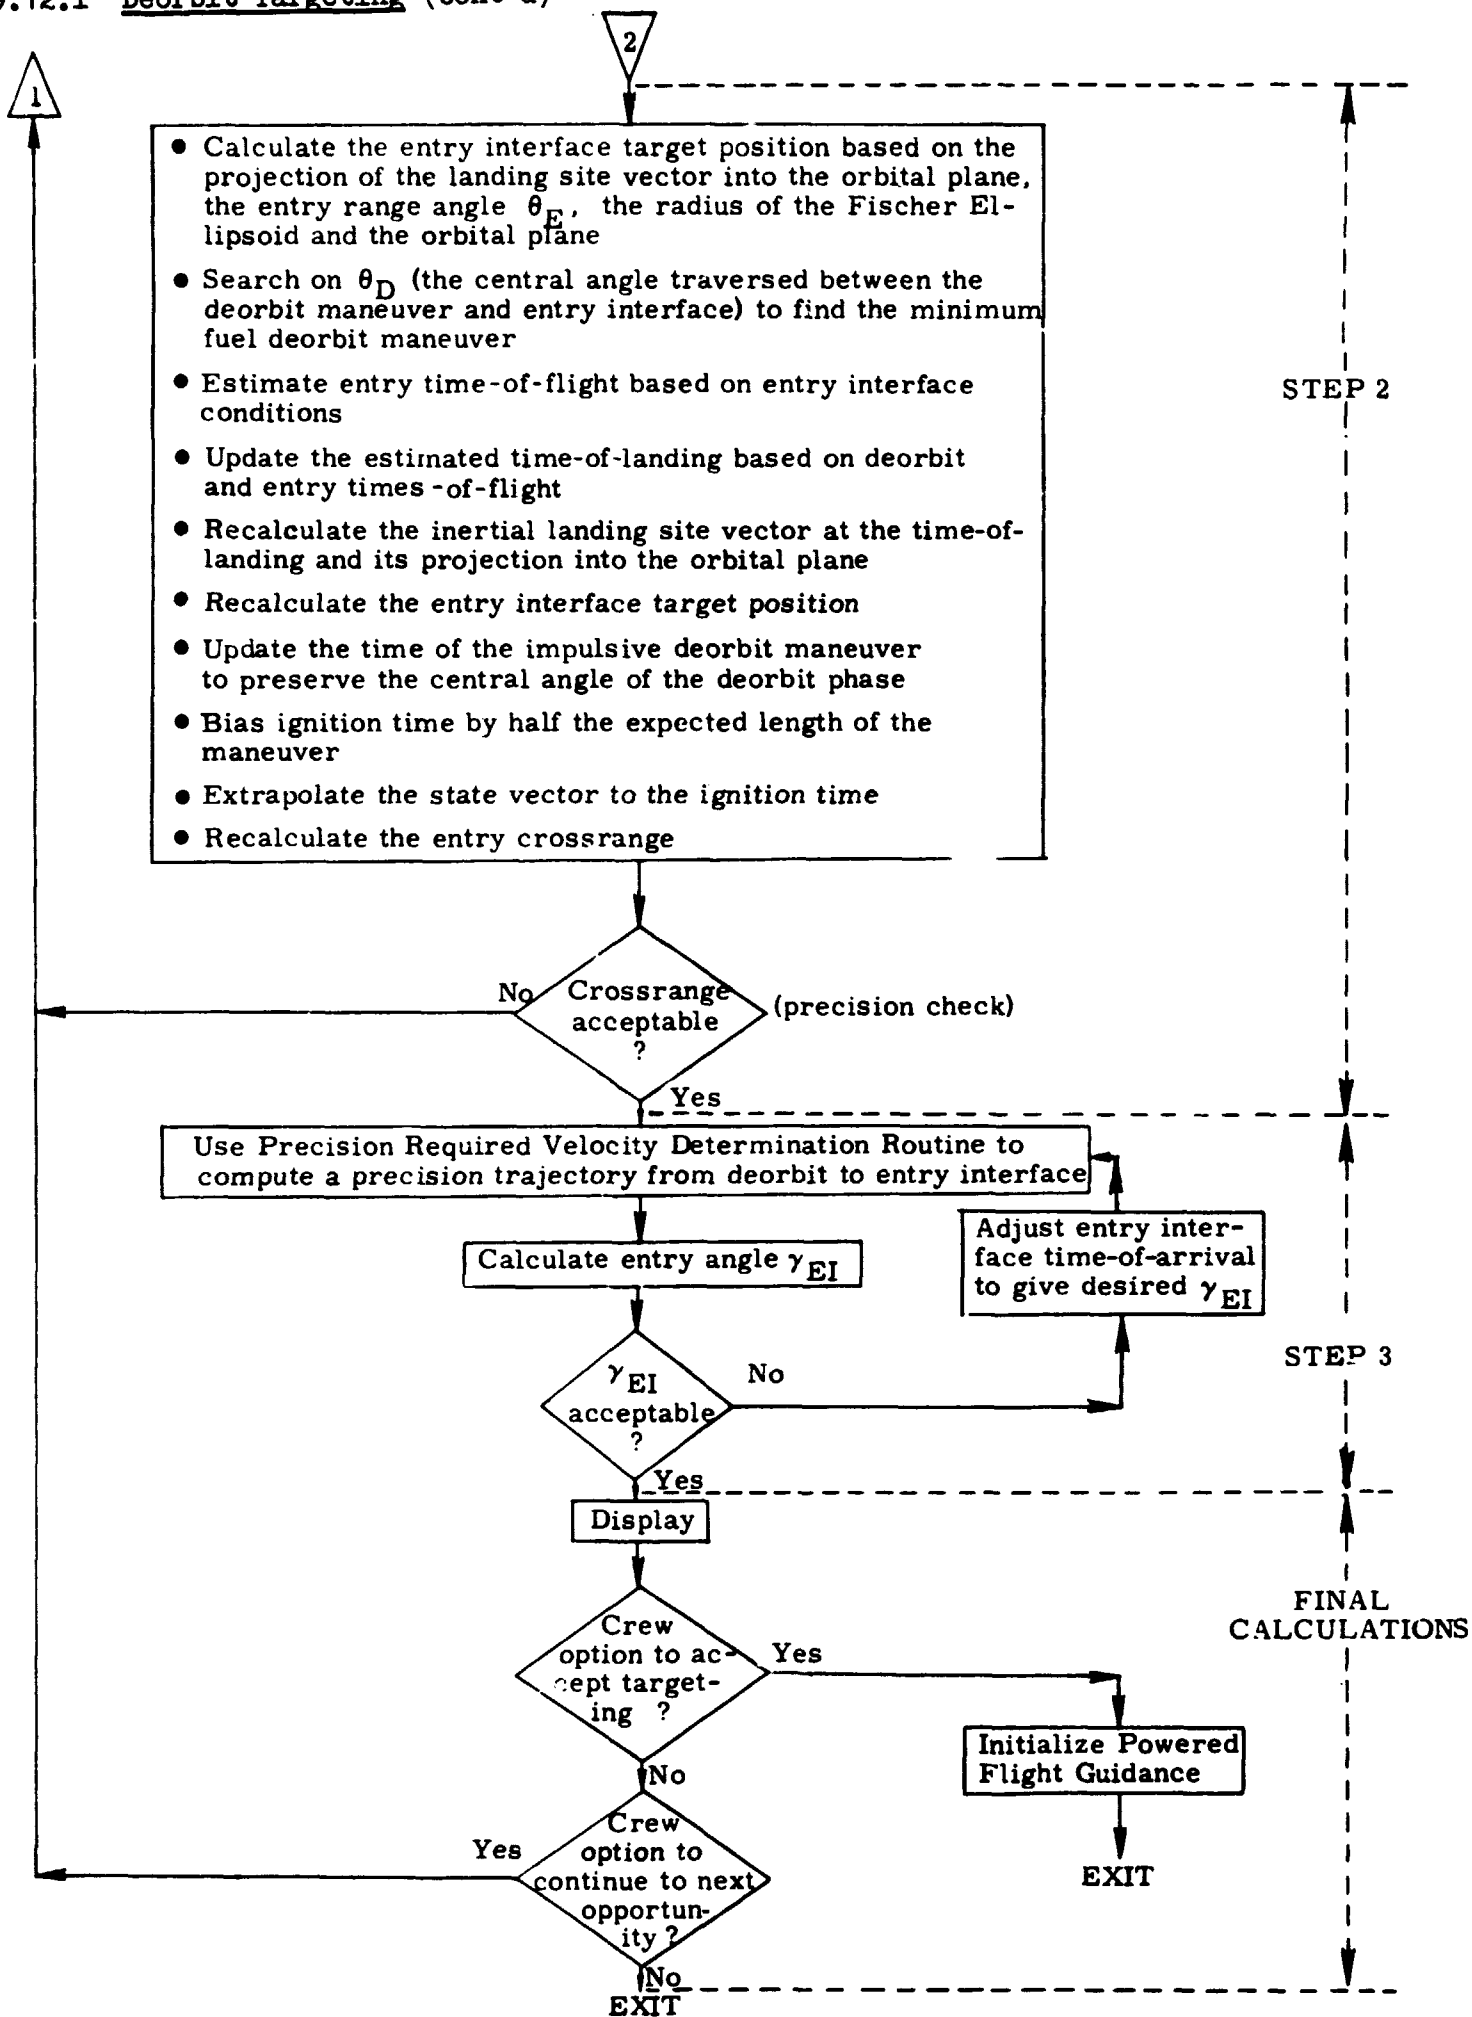 Deorbit Targeting
2
1
• Calculate the entry interface target position based on the
projection of the landing site vector into the orbital plane,
the entry range angle θE, the radius of the Fischer El-
lipsoid and the orbital plane
• Search on θD (the central angle traversed between the
deorbit maneuver and entry interface) to find the minimum
fuel deorbit maneuver
• Estimate entry time-of-flight based on entry interface
conditions
• Update the estimated time-of-landing based on deorbit
and entry times-of-flight
• Recalculate the inertial landing site vector at the time-of-
landing and its projection into the orbital plane
• Recalculate the entry interface target position
• Update the time of the impulsive deorbit maneuver
to preserve the central angle of the deorbit phase
• Bias ignition time by half the expected length of the
maneuver
• Extrapolate the state vector to the ignition time
• Recalculate the entry crossrange
STEP 2
No
Crossrange
acceptable
?
(precision check)
Yes
Use Precision Required Velocity Determination Routine to
compute a precision trajectory from deorbit to entry interface
Calculate entry angle γEI
Adjust entry inter-
face time-of-arrival
to give desired γEI
STEP 3
γEI
acceptable
?
No
Yes
Display
FINAL
CALCULATIONS
Crew
option to ac-
cept target-
ing ?
Yes
Initialize Powered
Flight Guidance
EXIT
No
Crew
option to
continue to next
opportun-
ity ?
Yes
No
EXIT